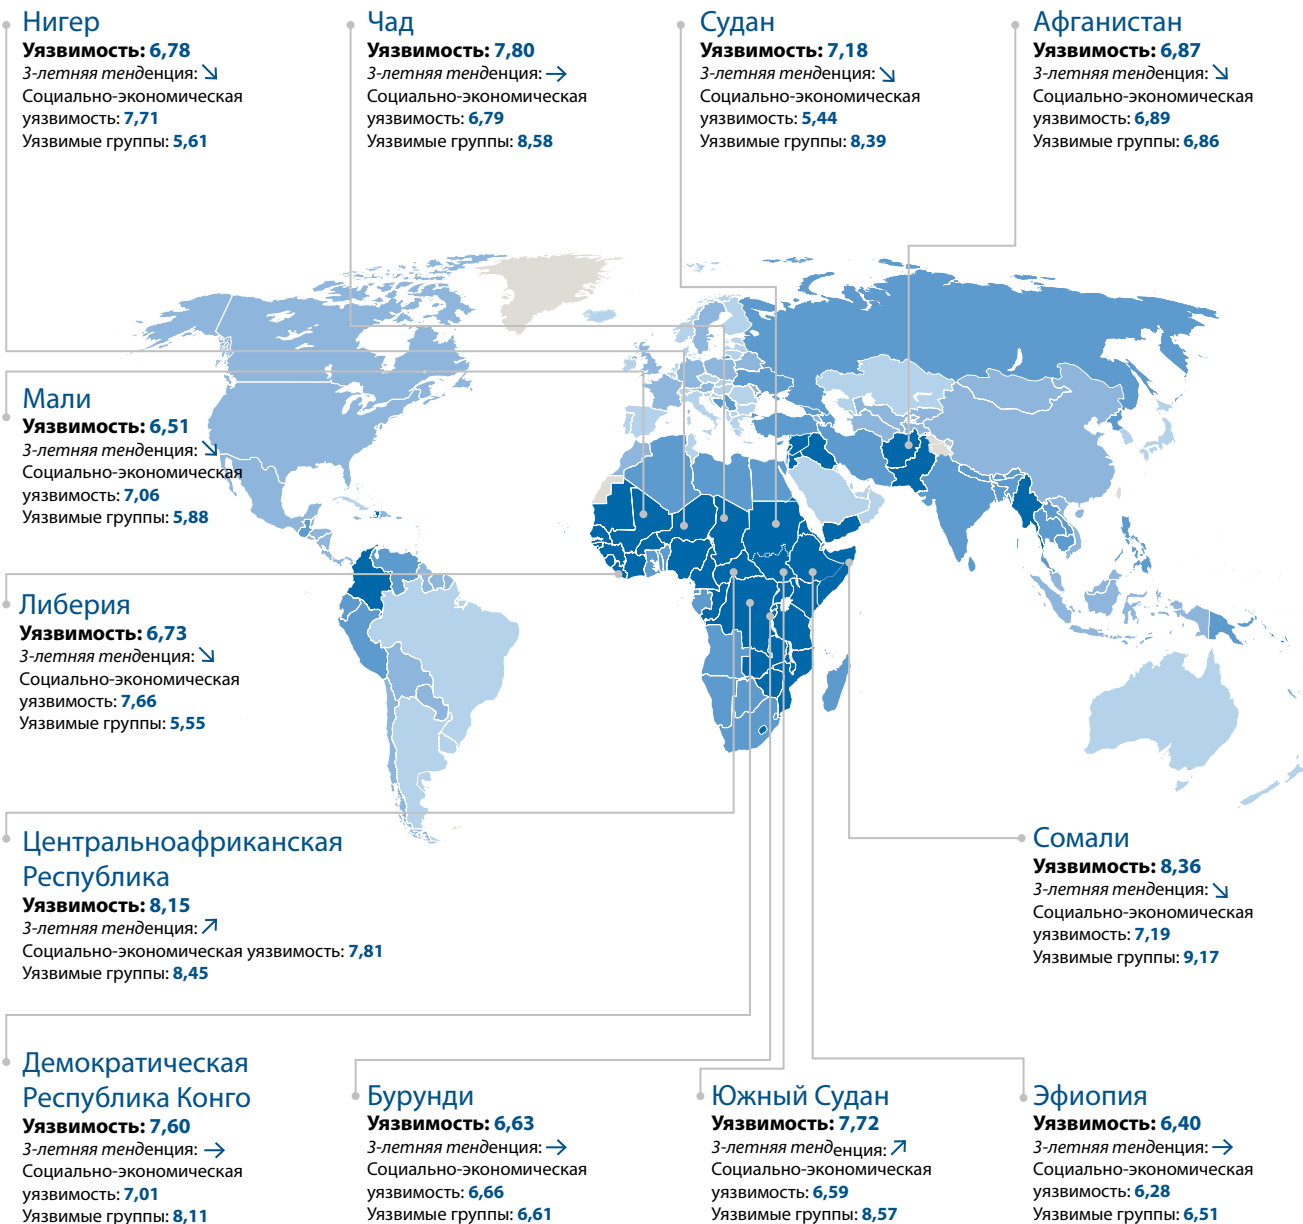 Нигер
Уязвимость: 6,78
3-летняя тенденция:
Социально-экономическая
уязвимость: 7,71
Уязвимые группы: 5,61
Чад
Уязвимость: 7,80
3-летняя тенденция:
Социально-экономическая
уязвимость: 6,79
Уязвимые группы: 8,58
Судан
Уязвимость: 7,18
3-летняя тенденция:
Социально-экономическая
уязвимость: 5,44
Уязвимые группы: 8,39
Афганистан
Уязвимость: 6,87
3-летняя тенденция:
Социально-экономическая
уязвимость: 6,89
Уязвимые группы: 6,86
Мали
Уязвимость: 6,51
3-летняя тенденция:
Социально-экономическая
уязвимость: 7,06
Уязвимые группы: 5,88
Либерия
Уязвимость: 6,73
3-летняя тенденция:
Социально-экономическая
уязвимость: 7,66
Уязвимые группы: 5,55
Центральноафриканская
Республика
Уязвимость: 8,15
3-летняя тенденция:
Социально-экономическая уязвимость: 7,81
Уязвимые группы: 8,45
Сомали
Уязвимость: 8,36
3-летняя тенденция:
Социально-экономическая
уязвимость: 7,19
Уязвимые группы: 9,17
Демократическая
Республика Конго
Уязвимость: 7,60
3-летняя тенденция:
Социально-экономическая
уязвимость: 7,01
Уязвимые группы: 8,11
Бурунди
Уязвимость: 6,63
3-летняя тенденция:
Социально-экономическая
уязвимость: 6,66
Уязвимые группы: 6,61
Южный Судан
Уязвимость: 7,72
3-летняя тенденция:
Социально-экономическая
уязвимость: 6,59
Уязвимые группы: 8,57
Эфиопия
Уязвимость: 6,40
3-летняя тенденция:
Социально-экономическая
уязвимость: 6,28
Уязвимые группы: 6,51